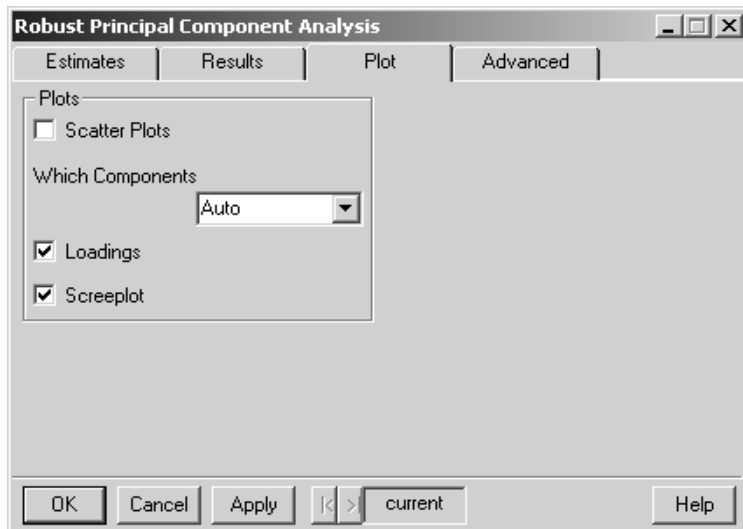 Robust Principal Component Analysis
Estimates Results Plot Advanced
Plots
Scatter Plots
Which Components
Auto
Loadings
Screeplot
OK Cancel Apply |< >| current Help